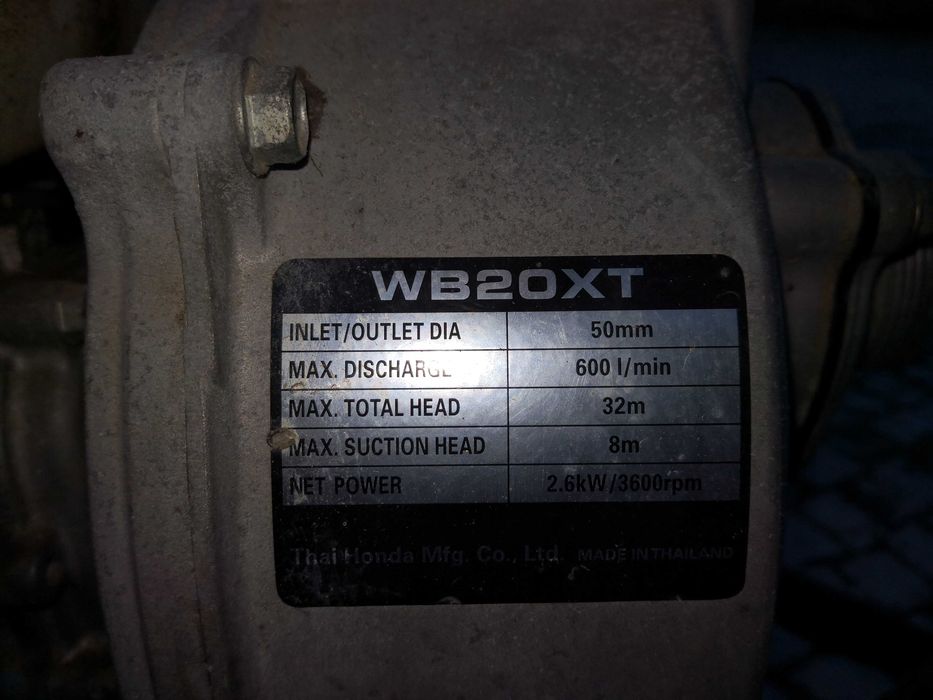 WB20XT
INLET/OUTLET DIA 50mm
MAX. DISCHARGE 600 l/min
MAX. TOTAL HEAD 32m
MAX. SUCTION HEAD 8m
NET POWER 2.6kW/3600rpm
Thai Honda Mfg. Co., Ltd. MADE IN THAILAND